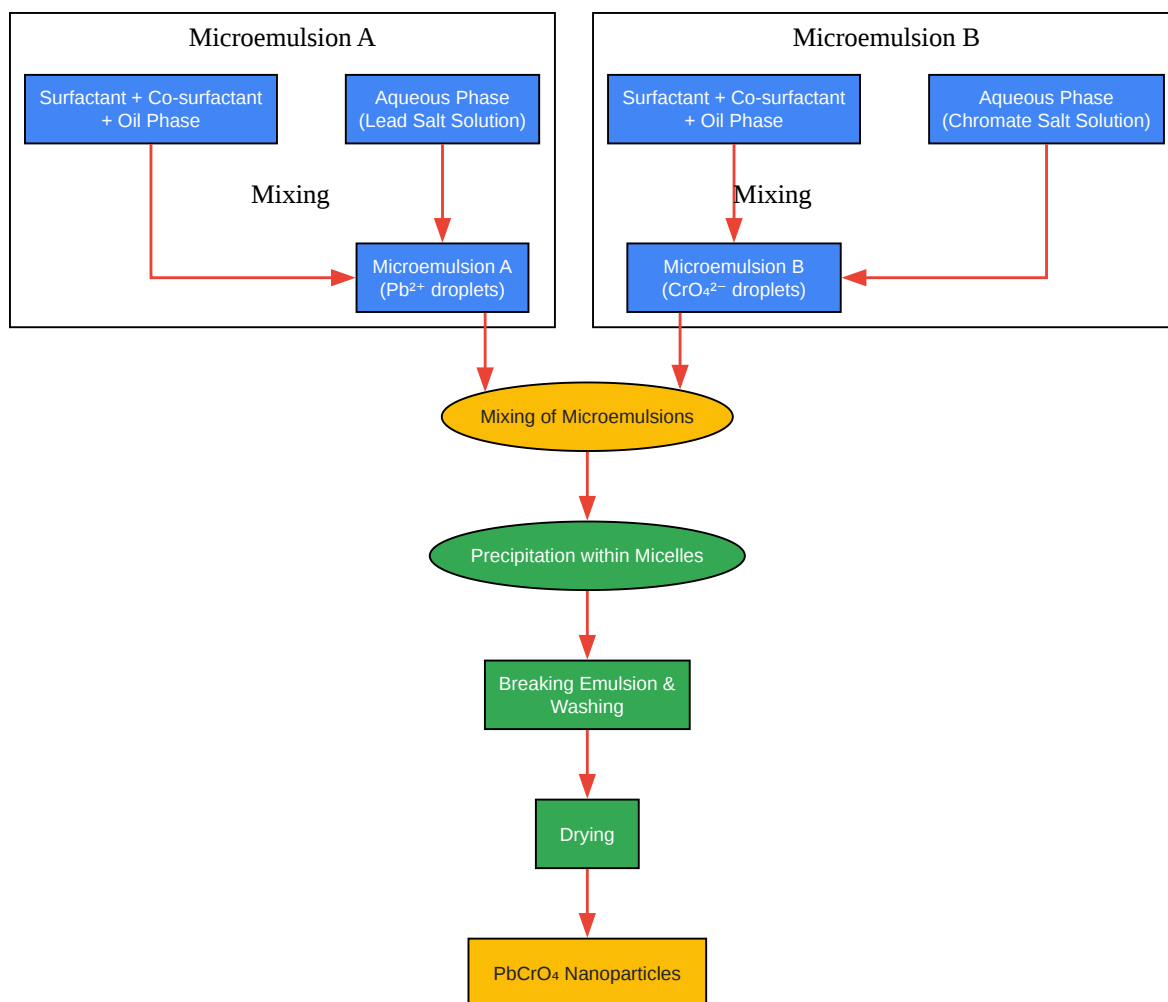 Microemulsion A
Surfactant + Co-surfactant
+ Oil Phase
Aqueous Phase
(Lead Salt Solution)
Mixing
Microemulsion A
(Pb²⁺ droplets)
Microemulsion B
Surfactant + Co-surfactant
+ Oil Phase
Aqueous Phase
(Chromate Salt Solution)
Mixing
Microemulsion B
(CrO₄²⁻ droplets)
Mixing of Microemulsions
Precipitation within Micelles
Breaking Emulsion &
Washing
Drying
PbCrO₄ Nanoparticles